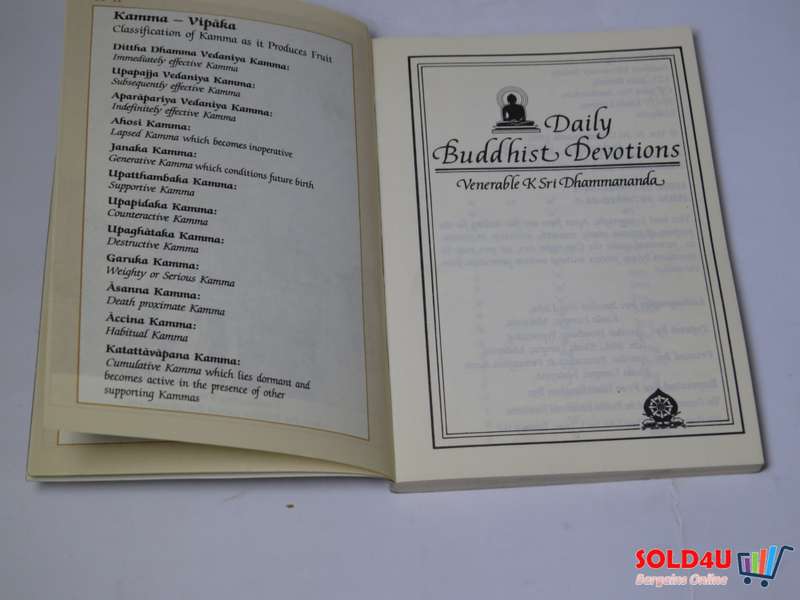 Kamma – Vipāka
Classification of Kamma as it Produces Fruit
Dittha Dhamma Vedaniya Kamma:
Immediately effective Kamma
Upapajja Vedaniya Kamma:
Subsequently effective Kamma
Aparāpariya Vedaniya Kamma:
Indefinitely effective Kamma
Ahosi Kamma:
Lapsed Kamma which becomes inoperative
Janaka Kamma:
Generative Kamma which conditions future birth
Upatthambaka Kamma:
Supportive Kamma
Upapidaka Kamma:
Counteractive Kamma
Upaghātaka Kamma:
Destructive Kamma
Garuka Kamma:
Weighty or Serious Kamma
Āsanna Kamma:
Death proximate Kamma
Āccina Kamma:
Habitual Kamma
Katattāvāpana Kamma:
Cumulative Kamma which lies dormant and
becomes active in the presence of other
supporting Kammas
Daily
Buddhist Devotions
Venerable K Sri Dhammananda
SOLD4U
Bargains Online